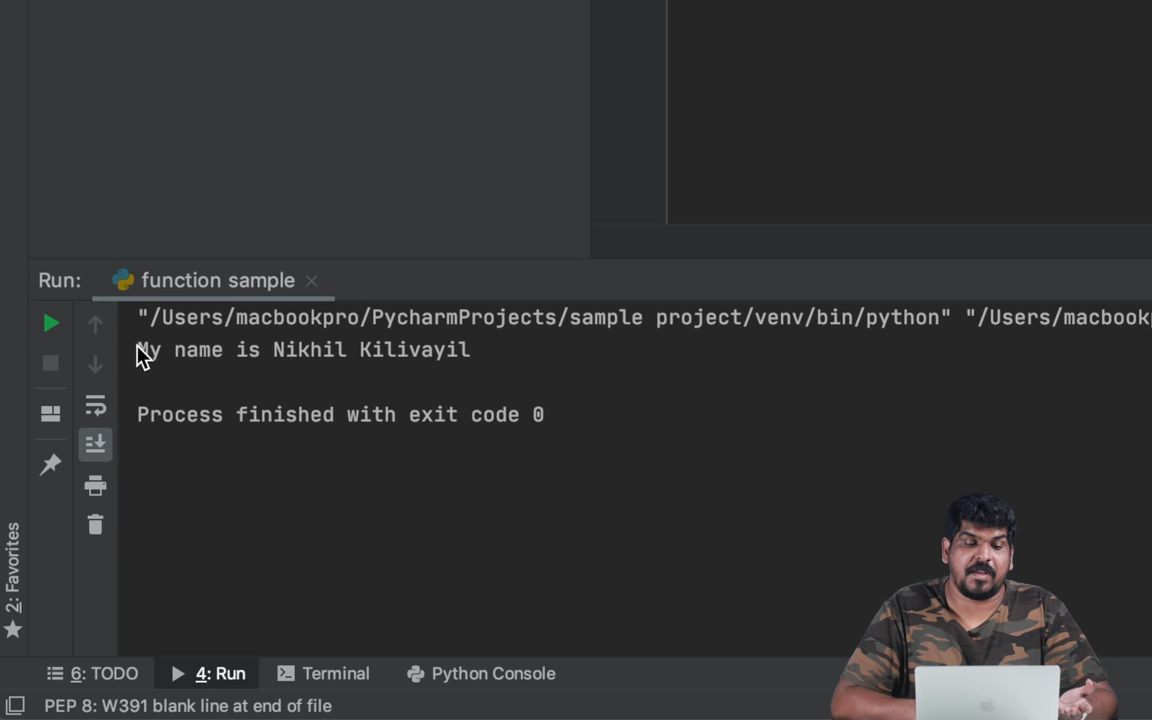 Run: function sample
"/Users/macbookpro/PycharmProjects/sample project/venv/bin/python" "/Users/macbook
My name is Nikhil Kilivayil
Process finished with exit code 0
2: Favorites
6: TODO 4: Run Terminal Python Console
PEP 8: W391 blank line at end of file